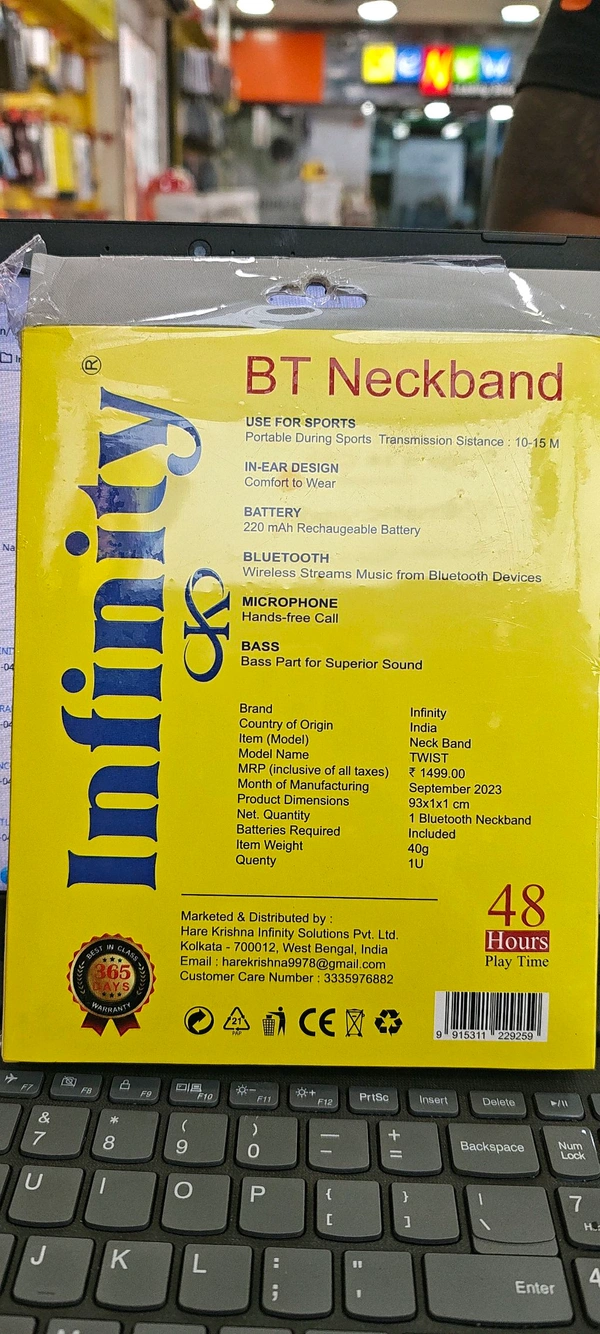 ReNew
Infinity
®
BT Neckband
USE FOR SPORTS
Portable During Sports Transmission Sistance : 10-15 M
IN-EAR DESIGN
Comfort to Wear
BATTERY
220 mAh Rechaugeable Battery
BLUETOOTH
Wireless Streams Music from Bluetooth Devices
MICROPHONE
Hands-free Call
BASS
Bass Part for Superior Sound
Brand Infinity
Country of Origin India
Item (Model) Neck Band
Model Name TWIST
MRP (inclusive of all taxes) ₹ 1499.00
Month of Manufacturing September 2023
Product Dimensions 93x1x1 cm
Net. Quantity 1 Bluetooth Neckband
Batteries Required Included
Item Weight 40g
Quenty 1U
Marketed & Distributed by :
Hare Krishna Infinity Solutions Pvt. Ltd.
Kolkata - 700012, West Bengal, India
Email : harekrishna9978@gmail.com
Customer Care Number : 3335976882
48
Hours
Play Time
BEST IN CLASS
365
DAYS
WARRANTY
21
PAP
CE
9 915311 229259
F7 F8 F9 F10 F11 F12 PrtSc Insert Delete
& 7 * 8 ( 9 ) 0 — - + = Backspace Num Lock
U I O P { [ } ] | \ 7
J K L : ; " ' Enter 4